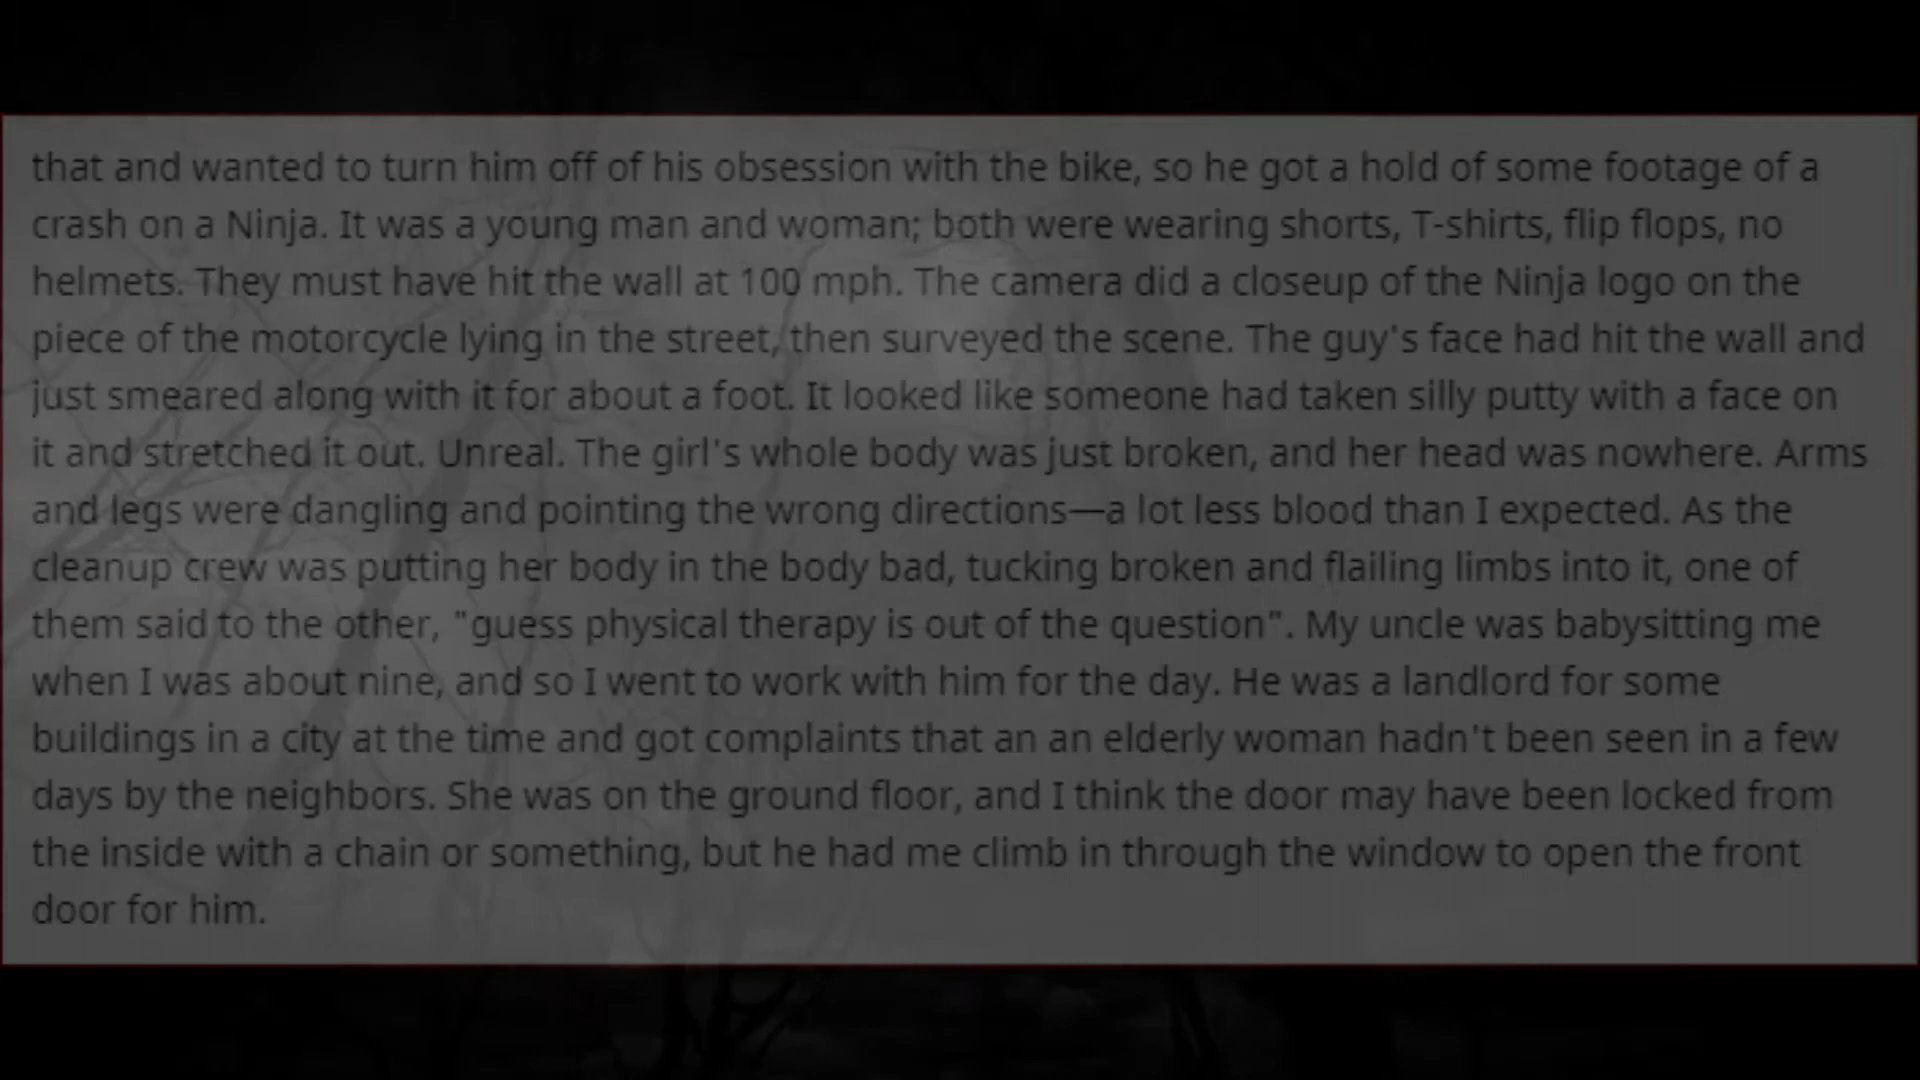 that and wanted to turn him off of his obsession with the bike, so he got a hold of some footage of a
crash on a Ninja. It was a young man and woman; both were wearing shorts, T-shirts, flip flops, no
helmets. They must have hit the wall at 100 mph. The camera did a closeup of the Ninja logo on the
piece of the motorcycle lying in the street, then surveyed the scene. The guy's face had hit the wall and
just smeared along with it for about a foot. It looked like someone had taken silly putty with a face on
it and stretched it out. Unreal. The girl's whole body was just broken, and her head was nowhere. Arms
and legs were dangling and pointing the wrong directions—a lot less blood than I expected. As the
cleanup crew was putting her body in the body bad, tucking broken and flailing limbs into it, one of
them said to the other, "guess physical therapy is out of the question". My uncle was babysitting me
when I was about nine, and so I went to work with him for the day. He was a landlord for some
buildings in a city at the time and got complaints that an an elderly woman hadn't been seen in a few
days by the neighbors. She was on the ground floor, and I think the door may have been locked from
the inside with a chain or something, but he had me climb in through the window to open the front
door for him.